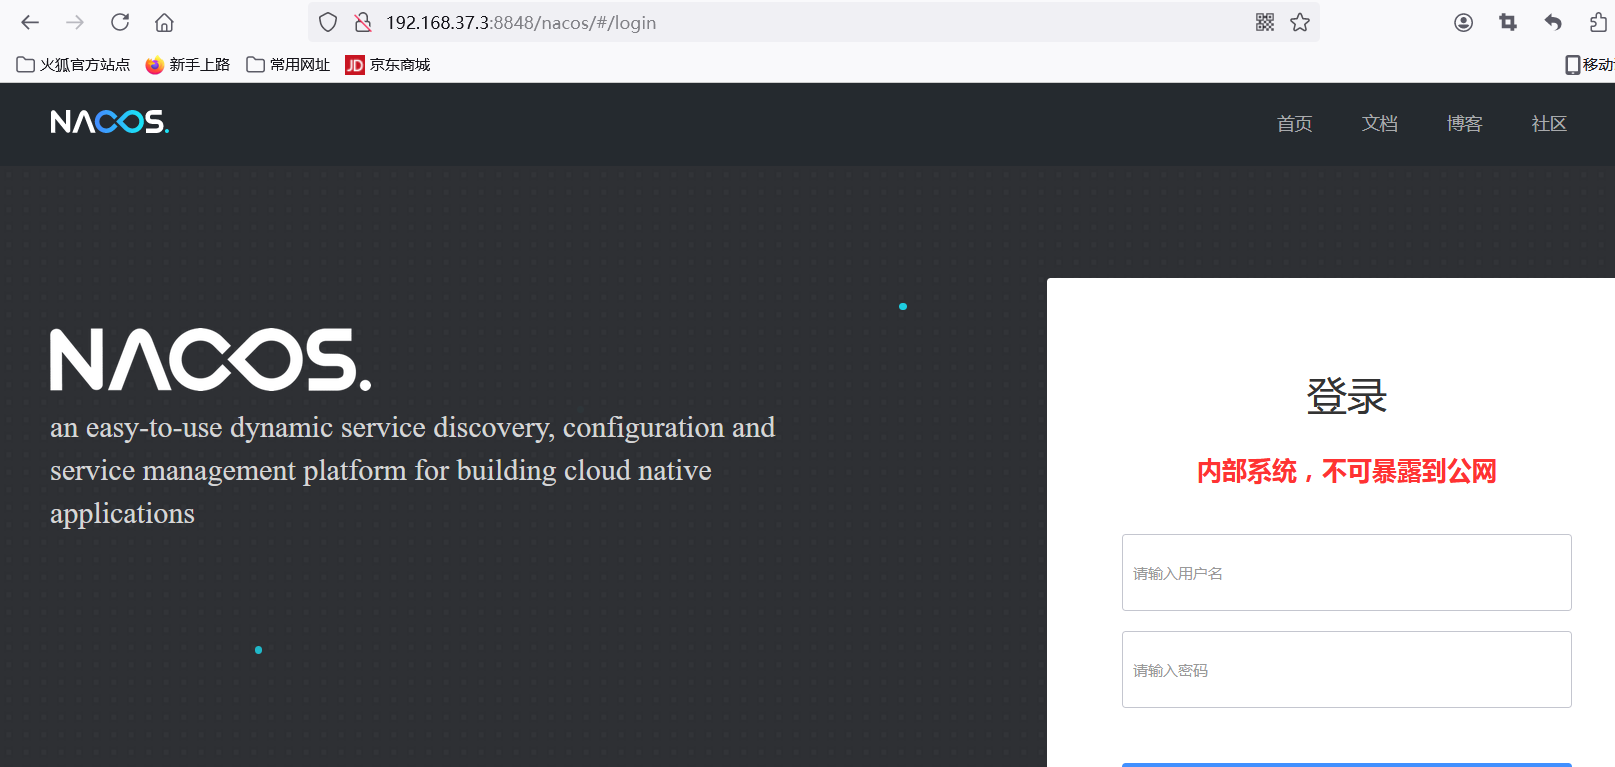 192.168.37.3:8848/nacos/#/login
火狐官方站点 新手上路 常用网址 JD 京东商城
NACOS. 首页 文档 博客 社区
NACOS.
an easy-to-use dynamic service discovery, configuration and
service management platform for building cloud native
applications
登录
内部系统，不可暴露到公网
请输入用户名
请输入密码